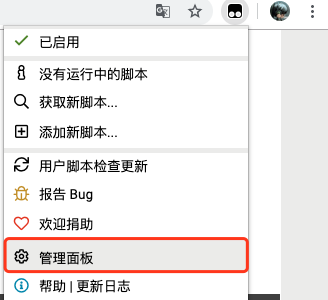 已启用
没有运行中的脚本
获取新脚本...
添加新脚本...
用户脚本检查更新
报告 Bug
欢迎捐助
管理面板
帮助 | 更新日志